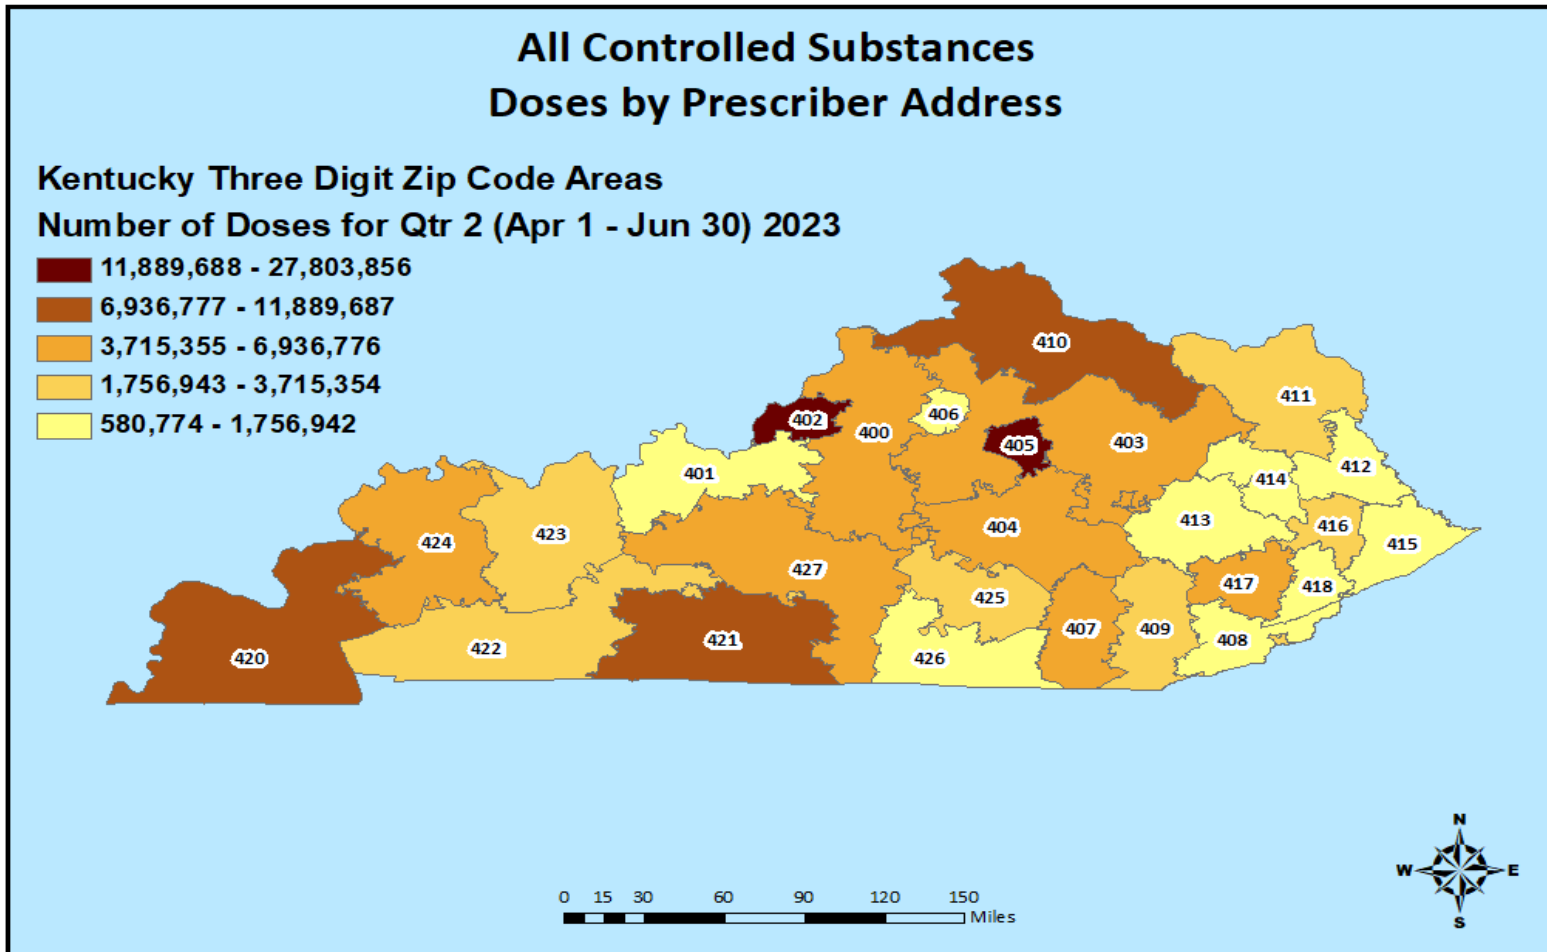 All Controlled Substances
Doses by Prescriber Address
Kentucky Three Digit Zip Code Areas
Number of Doses for Qtr 2 (Apr 1 - Jun 30) 2023
11,889,688 - 27,803,856
6,936,777 - 11,889,687
3,715,355 - 6,936,776
1,756,943 - 3,715,354
580,774 - 1,756,942
410
411
406
402
400
405
403
401
412
414
413
416
415
404
423
424
427
417
418
425
407
409
408
422
421
426
420
N
W E
S
0 15 30 60 90 120 150
Miles